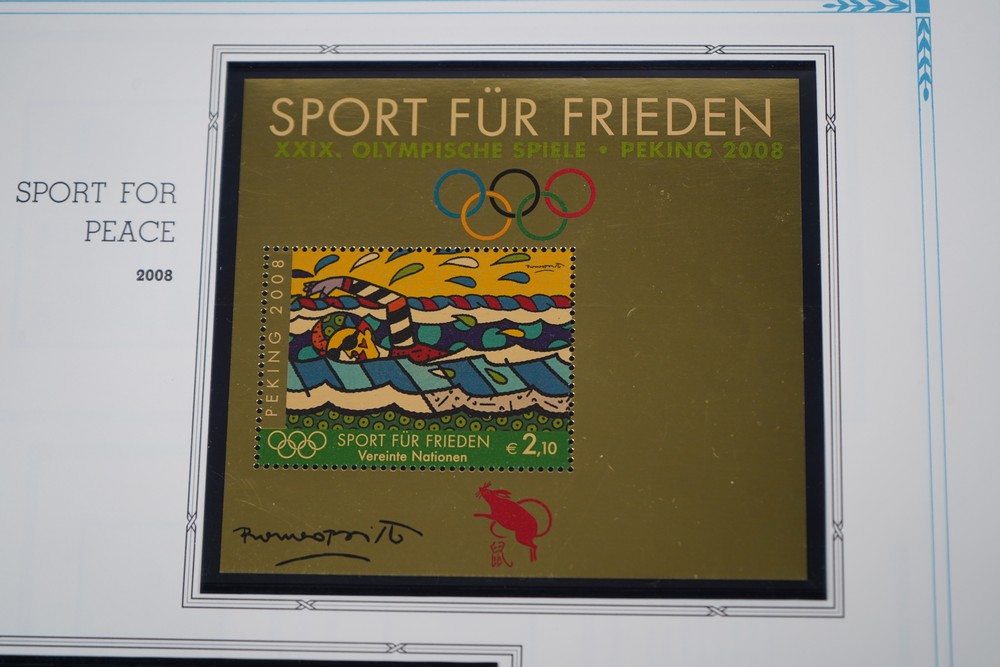 SPORT FOR
PEACE
2008
SPORT FÜR FRIEDEN
XXIX. OLYMPISCHE SPIELE • PEKING 2008
PEKING 2008
SPORT FÜR FRIEDEN
Vereinte Nationen
€ 2,10
鼠